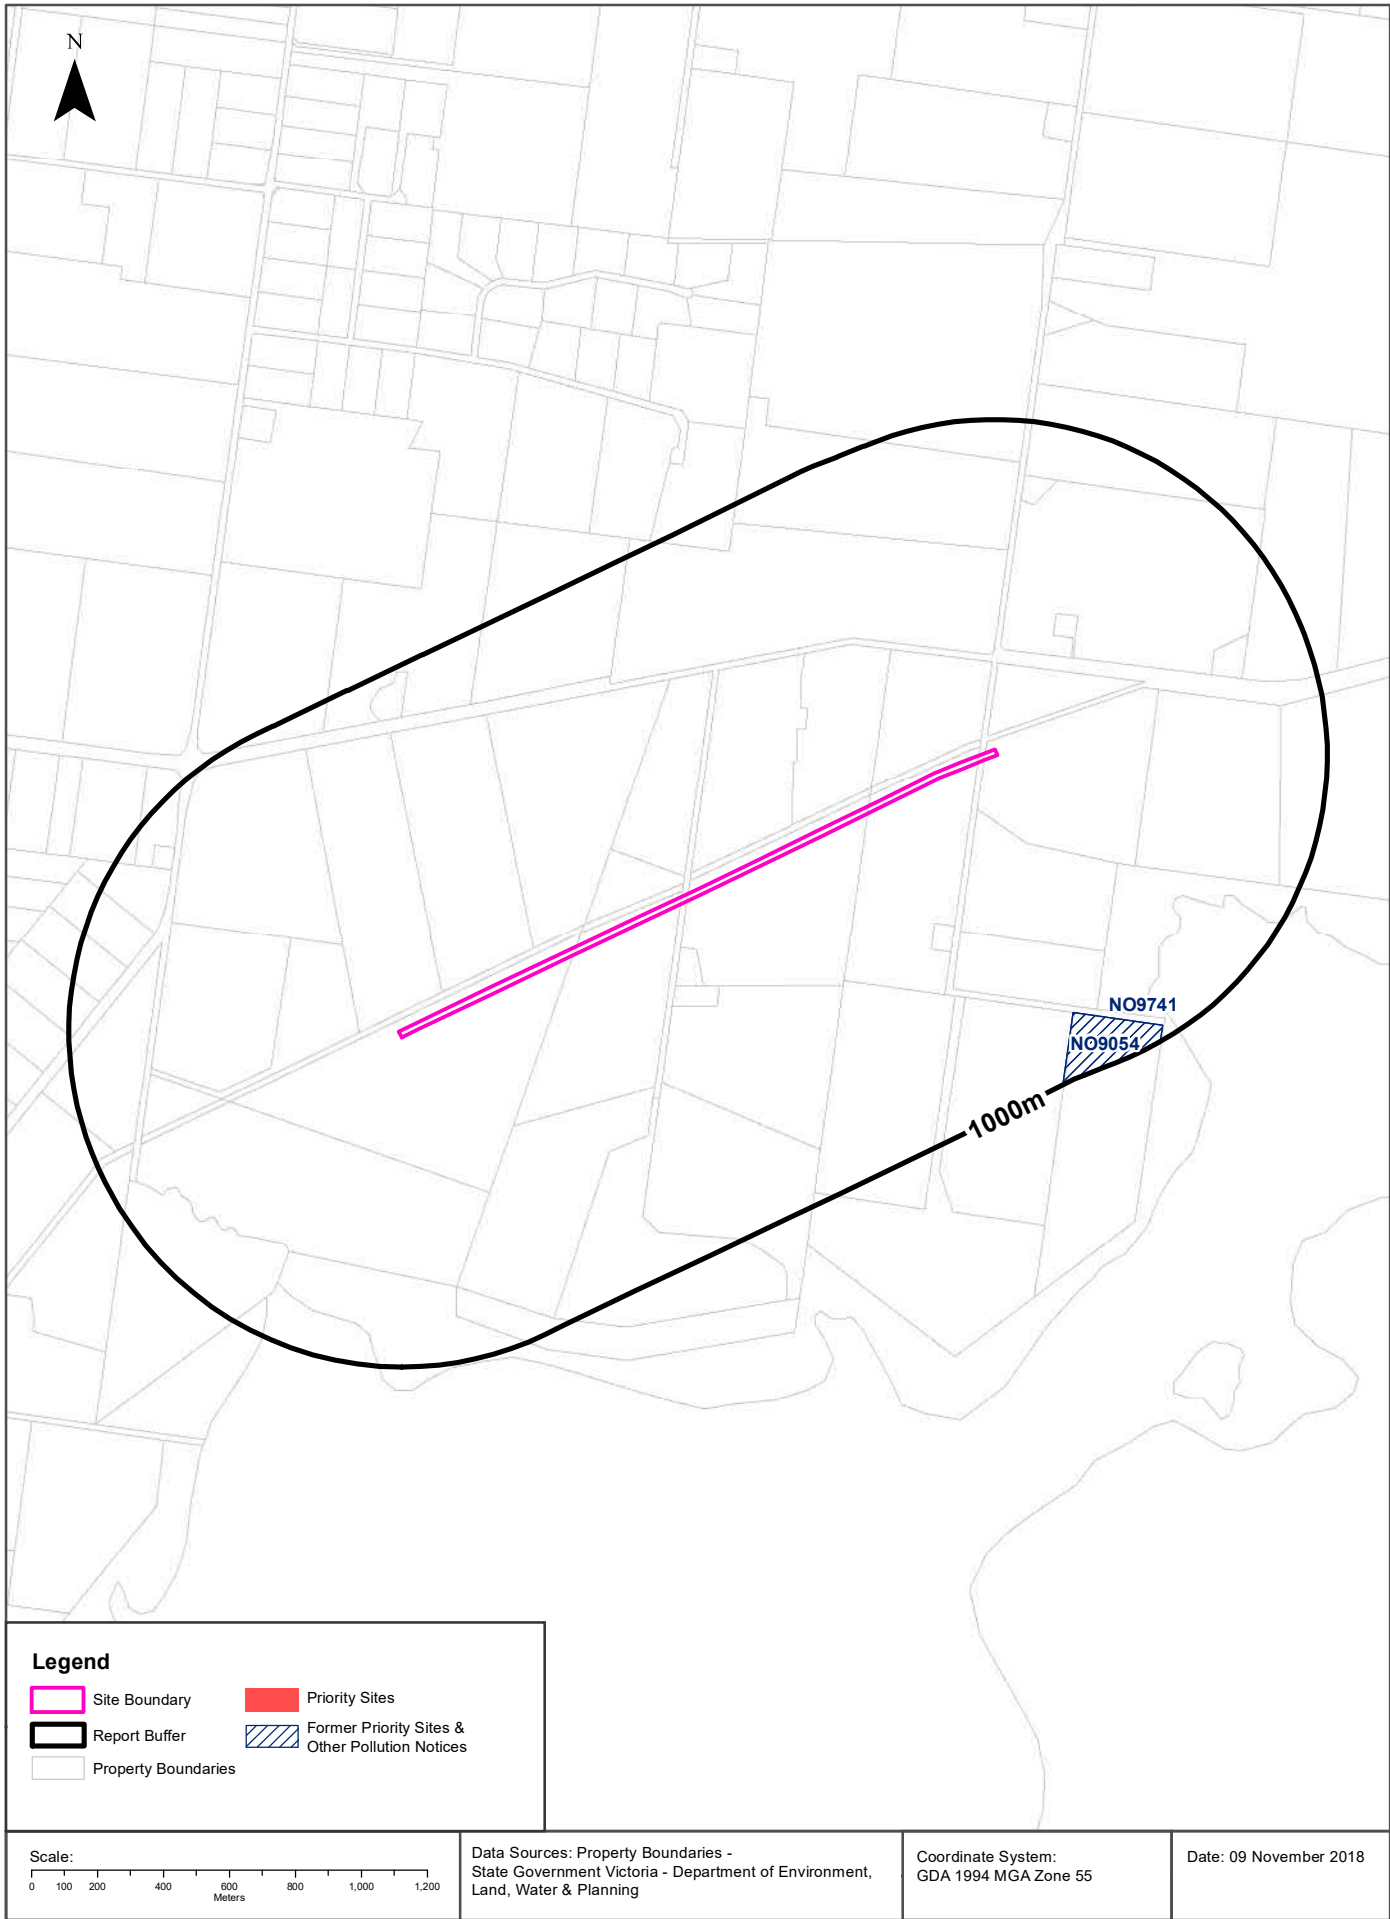 N
NO9741
NO9054
1000m
Legend
Site Boundary
Priority Sites
Report Buffer
Former Priority Sites &
Other Pollution Notices
Property Boundaries
Scale:
0 100 200 400 600 800 1,000 1,200
Meters
Data Sources: Property Boundaries -
State Government Victoria - Department of Environment,
Land, Water & Planning
Coordinate System:
GDA 1994 MGA Zone 55
Date: 09 November 2018